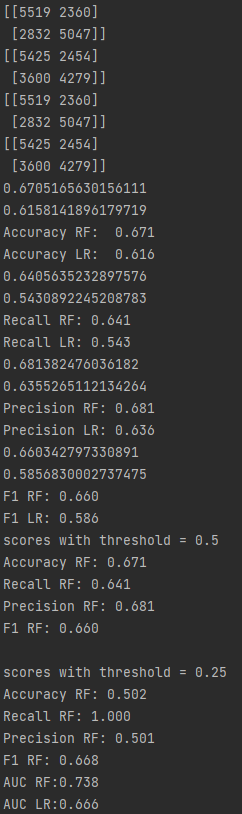 [[5519 2360]
 [2832 5047]]
[[5425 2454]
 [3600 4279]]
[[5519 2360]
 [2832 5047]]
[[5425 2454]
 [3600 4279]]
0.6705165630156111
0.6158141896179719
Accuracy RF:  0.671
Accuracy LR:  0.616
0.6405635232897576
0.5430892245208783
Recall RF: 0.641
Recall LR: 0.543
0.681382476036182
0.6355265112134264
Precision RF: 0.681
Precision LR: 0.636
0.660342797330891
0.5856830002737475
F1 RF: 0.660
F1 LR: 0.586
scores with threshold = 0.5
Accuracy RF: 0.671
Recall RF: 0.641
Precision RF: 0.681
F1 RF: 0.660

scores with threshold = 0.25
Accuracy RF: 0.502
Recall RF: 1.000
Precision RF: 0.501
F1 RF: 0.668
AUC RF:0.738
AUC LR:0.666